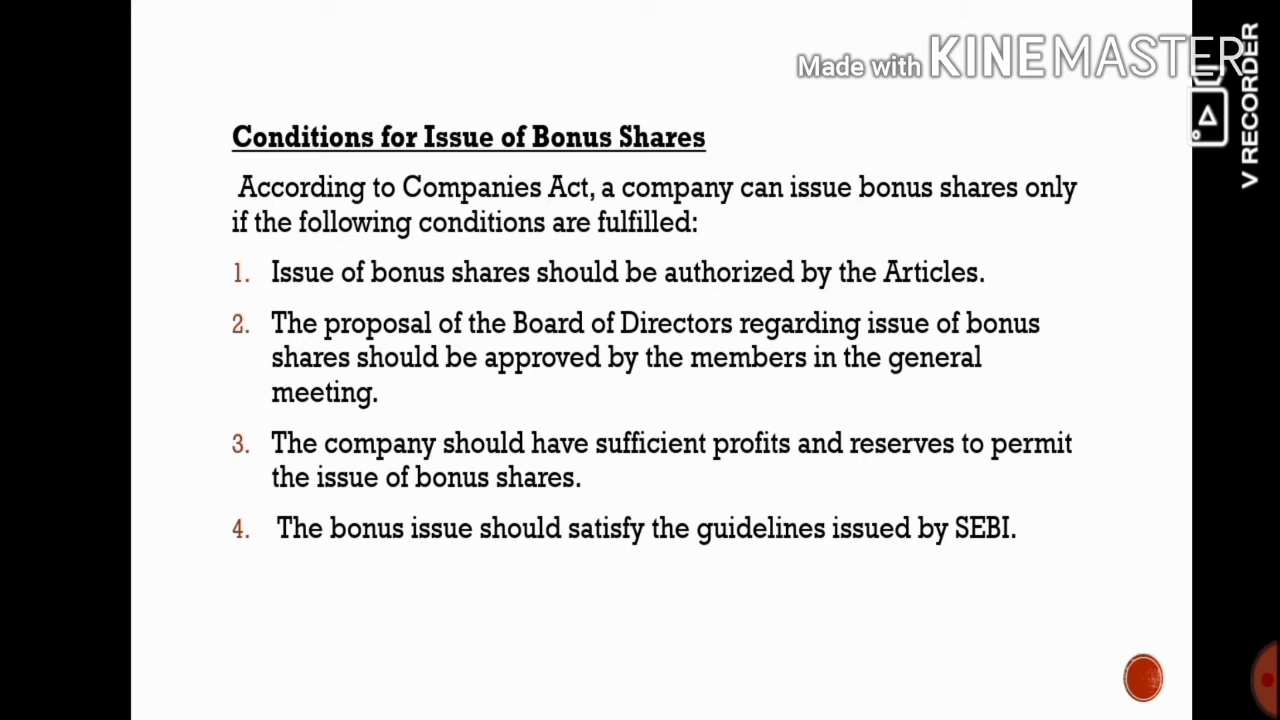 Made with KINEMASTER
V RECORDER
Conditions for Issue of Bonus Shares
According to Companies Act, a company can issue bonus shares only
if the following conditions are fulfilled:
1. Issue of bonus shares should be authorized by the Articles.
2. The proposal of the Board of Directors regarding issue of bonus
shares should be approved by the members in the general
meeting.
3. The company should have sufficient profits and reserves to permit
the issue of bonus shares.
4. The bonus issue should satisfy the guidelines issued by SEBI.